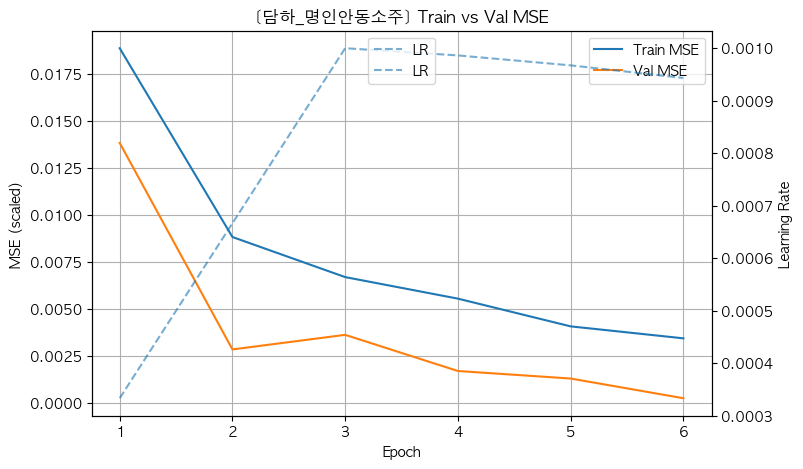 [담하_명인안동소주] Train vs Val MSE
LR
LR
Train MSE
Val MSE
MSE (scaled)
0.0175
0.0150
0.0125
0.0100
0.0075
0.0050
0.0025
0.0000
0.0010
0.0009
0.0008
0.0007
0.0006
0.0005
0.0004
0.0003
Learning Rate
1 2 3 4 5 6
Epoch